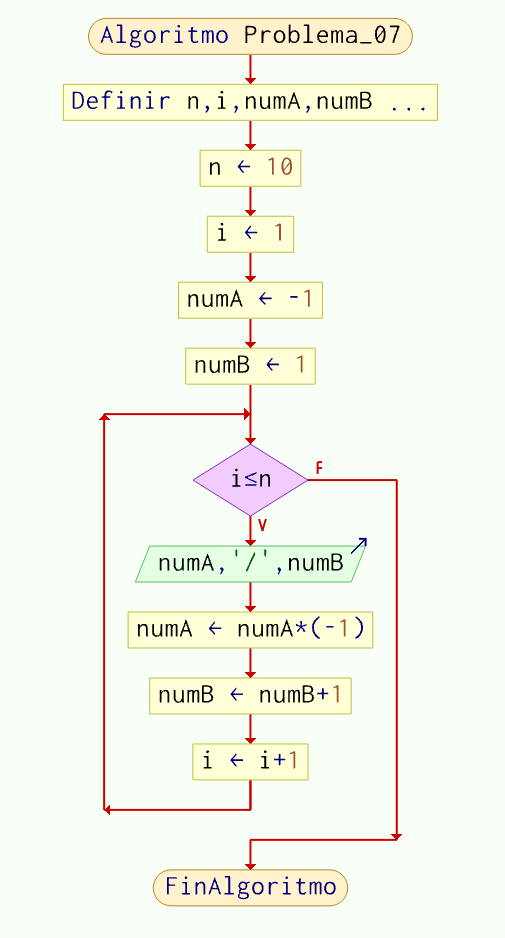 Algoritmo Problema_07
Definir n,i,numA,numB ...
n ← 10
i ← 1
numA ← -1
numB ← 1
i≤n
F
V
numA,'/',numB
numA ← numA*(-1)
numB ← numB+1
i ← i+1
FinAlgoritmo